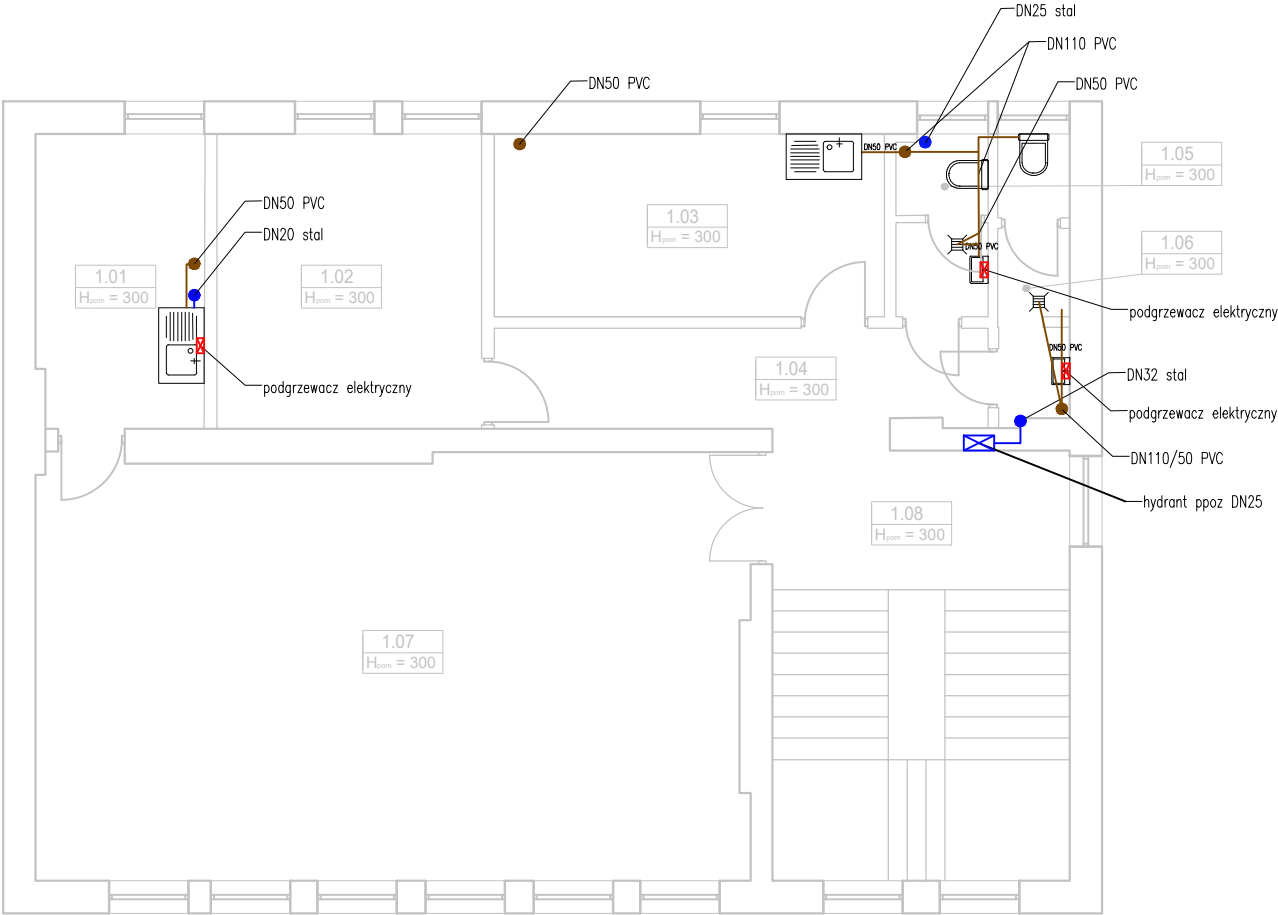 DN25 stal
DN110 PVC
DN50 PVC
DN50 PVC
DN50 PVC
1.05
Hpom = 300
DN50 PVC
DN20 stal
1.03
Hpom = 300
1.06
Hpom = 300
DN50 PVC
1.01
Hpom = 300
1.02
Hpom = 300
podgrzewacz elektryczny
DN50 PVC
1.04
Hpom = 300
DN32 stal
podgrzewacz elektryczny
podgrzewacz elektryczny
DN110/50 PVC
hydrant ppoz DN25
1.08
Hpom = 300
1.07
Hpom = 300